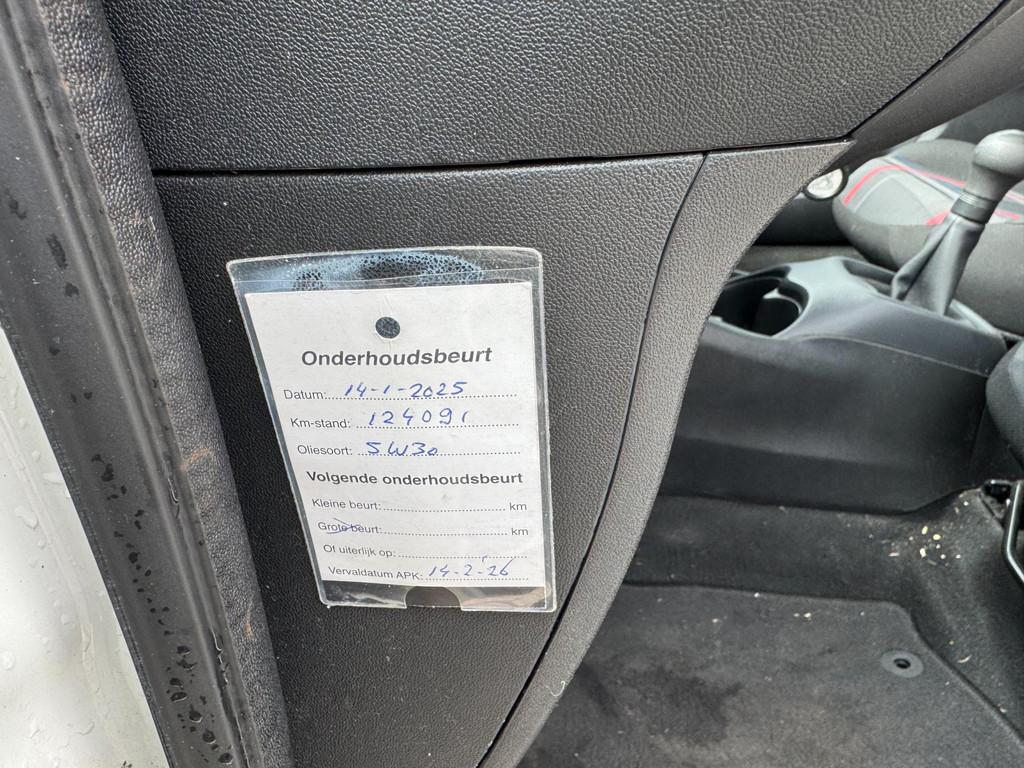 Onderhoudsbeurt
Datum: 14-1-2025
Km-stand: 124091
Oliesoort: 5W30
Volgende onderhoudsbeurt
Kleine beurt: km
Grote beurt: km
Of uiterlijk op:
Vervaldatum APK: 14-2-'26